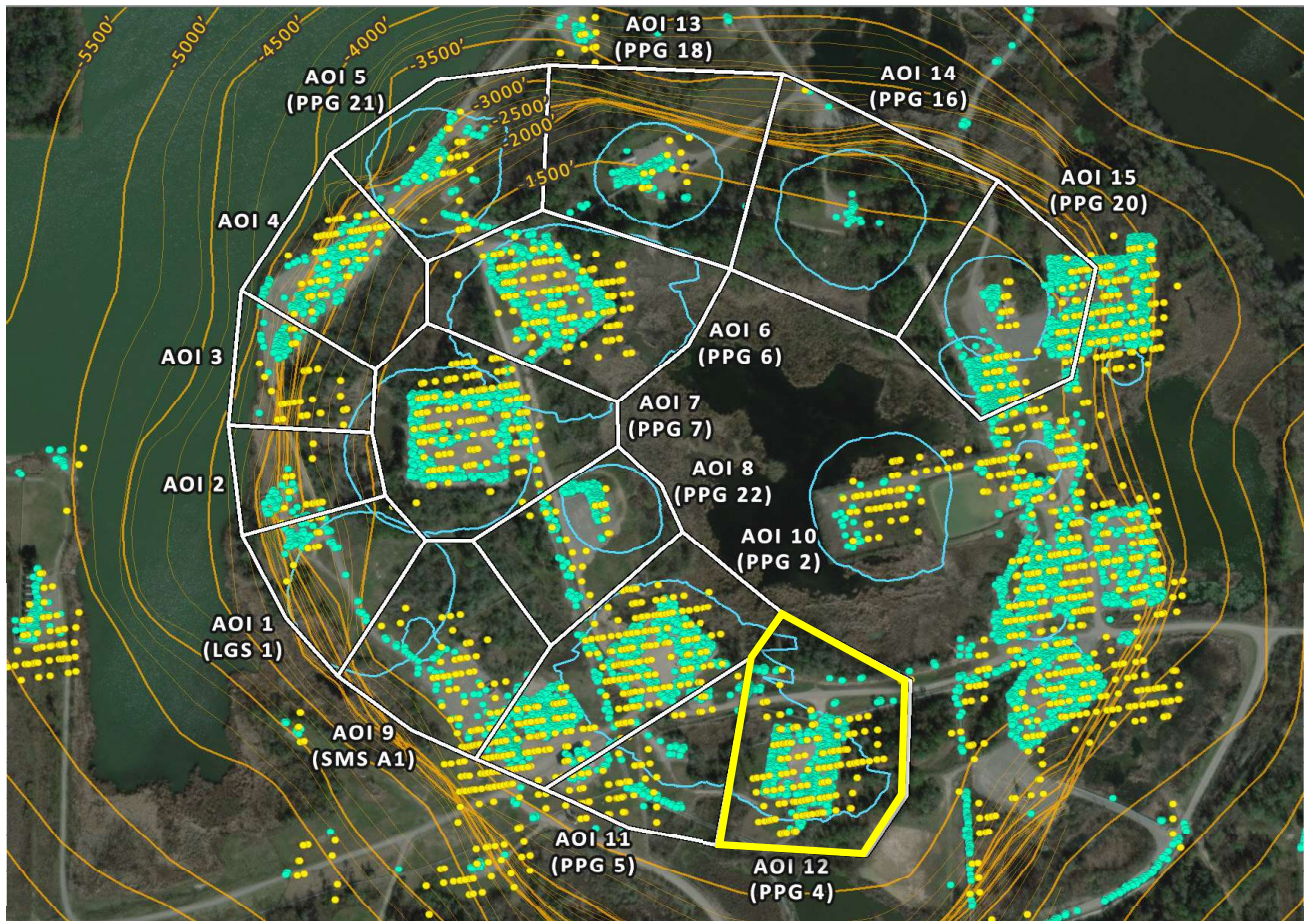 -5500'
-5000'
-4500'
-4000'
-3500'
-3000'
-2500'
-2000'
-1500'
AOI 13
(PPG 18)
AOI 5
(PPG 21)
AOI 14
(PPG 16)
AOI 15
(PPG 20)
AOI 4
AOI 3
AOI 6
(PPG 6)
AOI 7
(PPG 7)
AOI 2
AOI 8
(PPG 22)
AOI 10
(PPG 2)
AOI 1
(LGS 1)
AOI 9
(SMS A1)
AOI 11
(PPG 5)
AOI 12
(PPG 4)